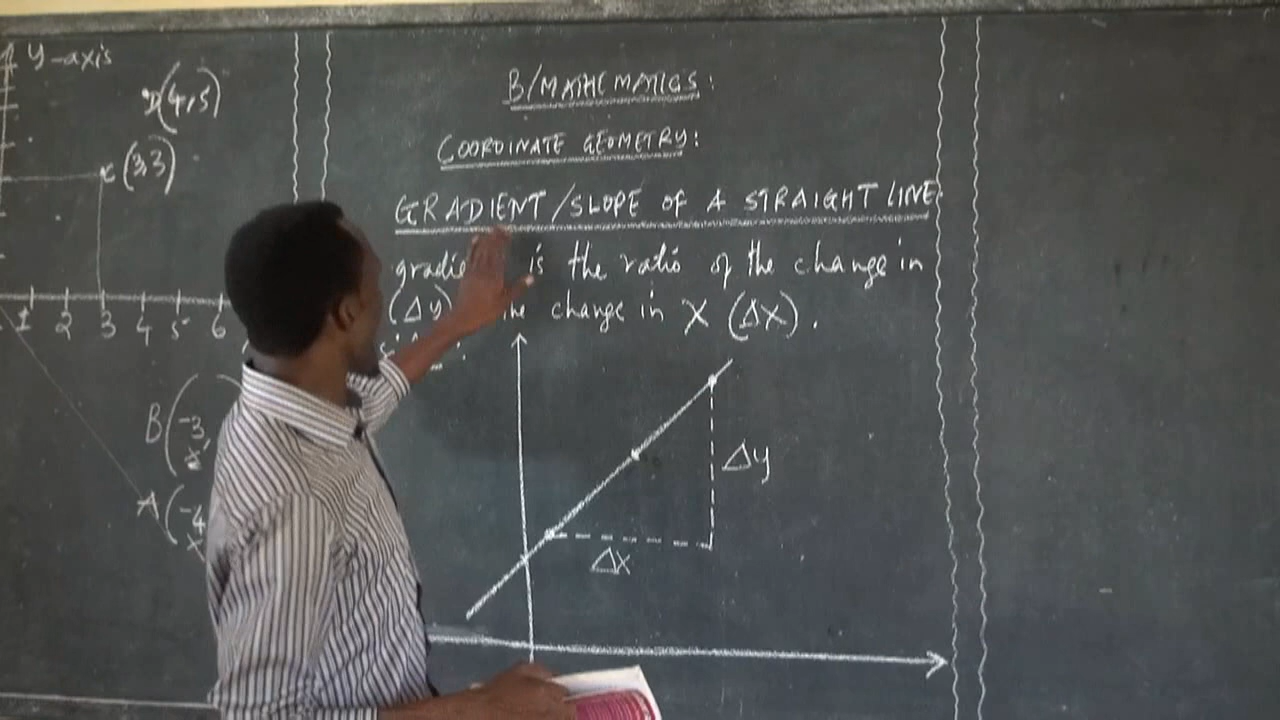 y-axis
D(4,5)
C(3,3)
1 2 3 4 5 6
B(-3,
A(-4
B/MATHEMATICS:
COORDINATE GEOMETRY:
GRADIENT/SLOPE OF A STRAIGHT LINE.
is the ratio of the change in
(Δy) change in X (ΔX).
Δy
ΔX